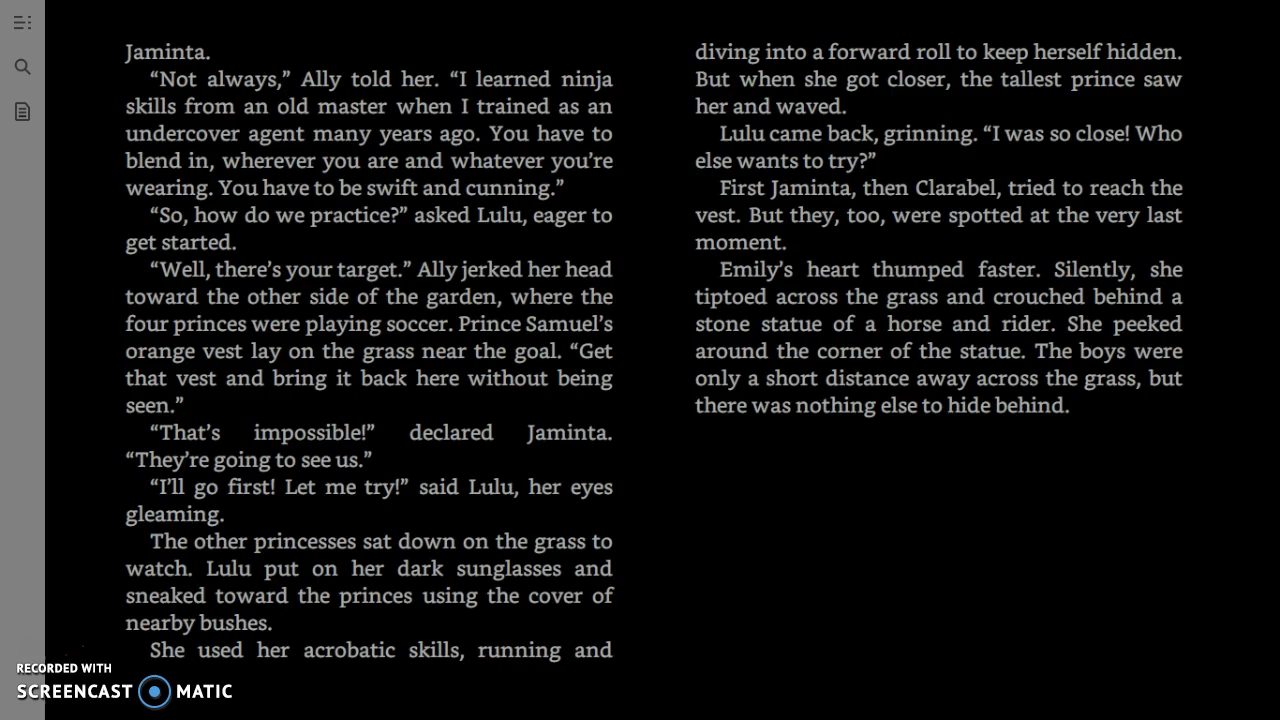 Jaminta.
“Not always,” Ally told her. “I learned ninja
skills from an old master when I trained as an
undercover agent many years ago. You have to
blend in, wherever you are and whatever you’re
wearing. You have to be swift and cunning.”
“So, how do we practice?” asked Lulu, eager to
get started.
“Well, there’s your target.” Ally jerked her head
toward the other side of the garden, where the
four princes were playing soccer. Prince Samuel’s
orange vest lay on the grass near the goal. “Get
that vest and bring it back here without being
seen.”
“That’s impossible!” declared Jaminta.
“They’re going to see us.”
“I’ll go first! Let me try!” said Lulu, her eyes
gleaming.
The other princesses sat down on the grass to
watch. Lulu put on her dark sunglasses and
sneaked toward the princes using the cover of
nearby bushes.
She used her acrobatic skills, running and
diving into a forward roll to keep herself hidden.
But when she got closer, the tallest prince saw
her and waved.
Lulu came back, grinning. “I was so close! Who
else wants to try?”
First Jaminta, then Clarabel, tried to reach the
vest. But they, too, were spotted at the very last
moment.
Emily’s heart thumped faster. Silently, she
tiptoed across the grass and crouched behind a
stone statue of a horse and rider. She peeked
around the corner of the statue. The boys were
only a short distance away across the grass, but
there was nothing else to hide behind.
RECORDED WITH
SCREENCAST MATIC